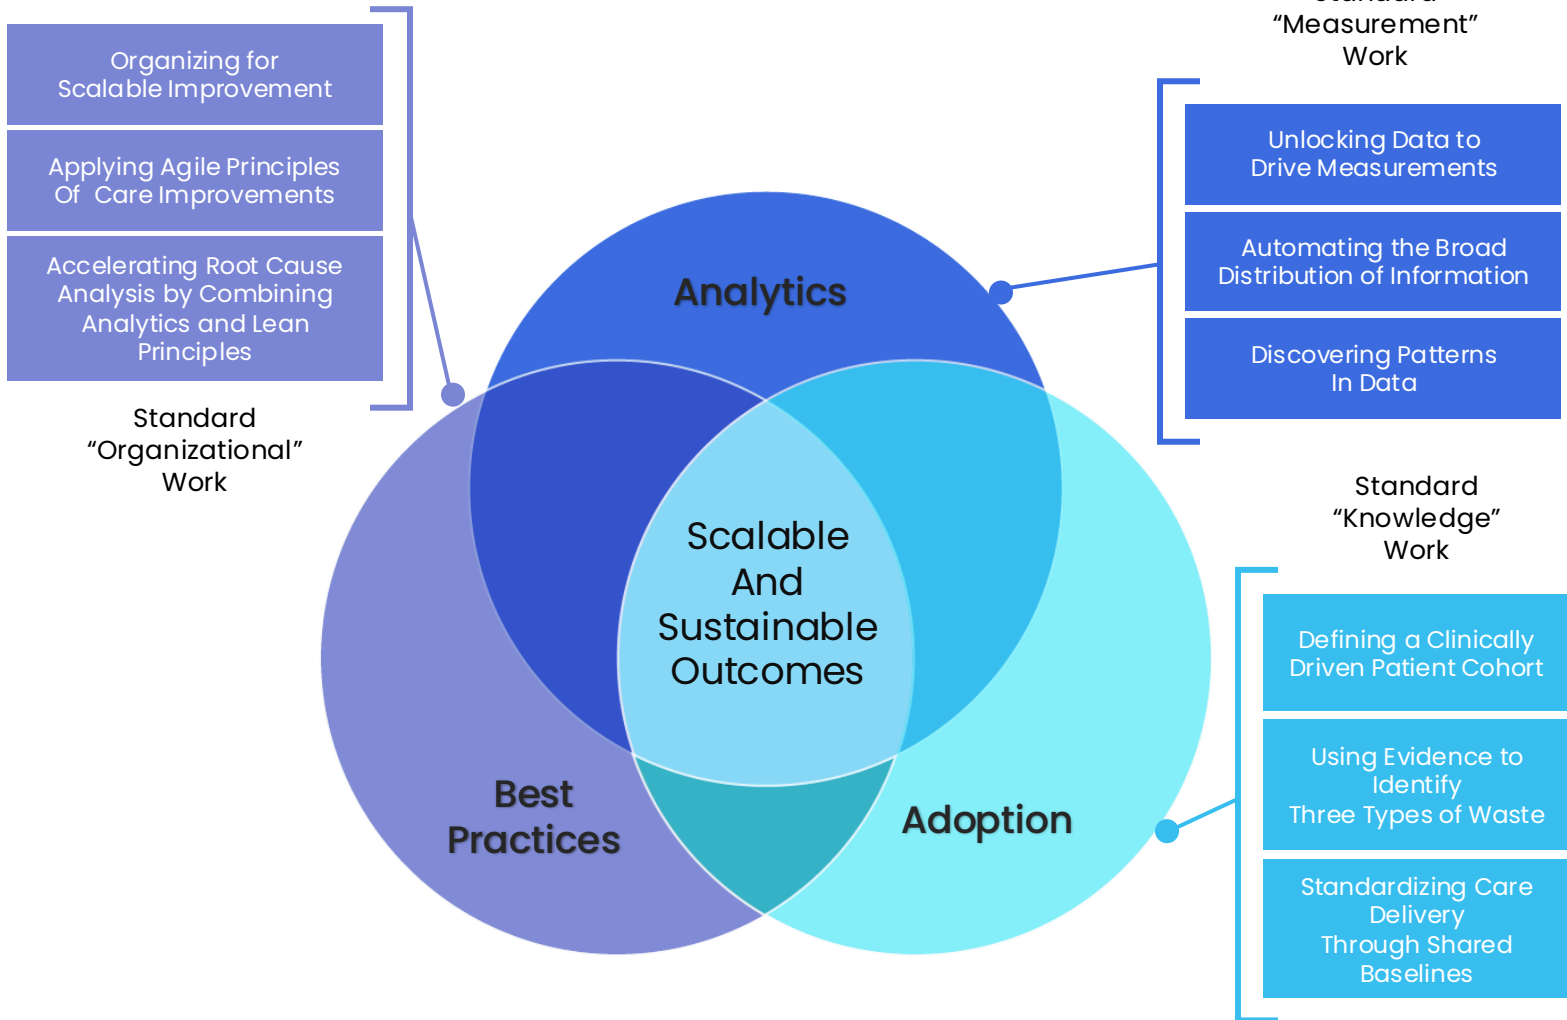 Organizing for
Scalable Improvement
Applying Agile Principles
Of Care Improvements
Accelerating Root Cause
Analysis by Combining
Analytics and Lean
Principles
Standard
“Organizational”
Work
“Measurement”
Work
Unlocking Data to
Drive Measurements
Automating the Broad
Distribution of Information
Discovering Patterns
In Data
Analytics
Scalable
And
Sustainable
Outcomes
Best
Practices
Adoption
Standard
“Knowledge”
Work
Defining a Clinically
Driven Patient Cohort
Using Evidence to
Identify
Three Types of Waste
Standardizing Care
Delivery
Through Shared
Baselines